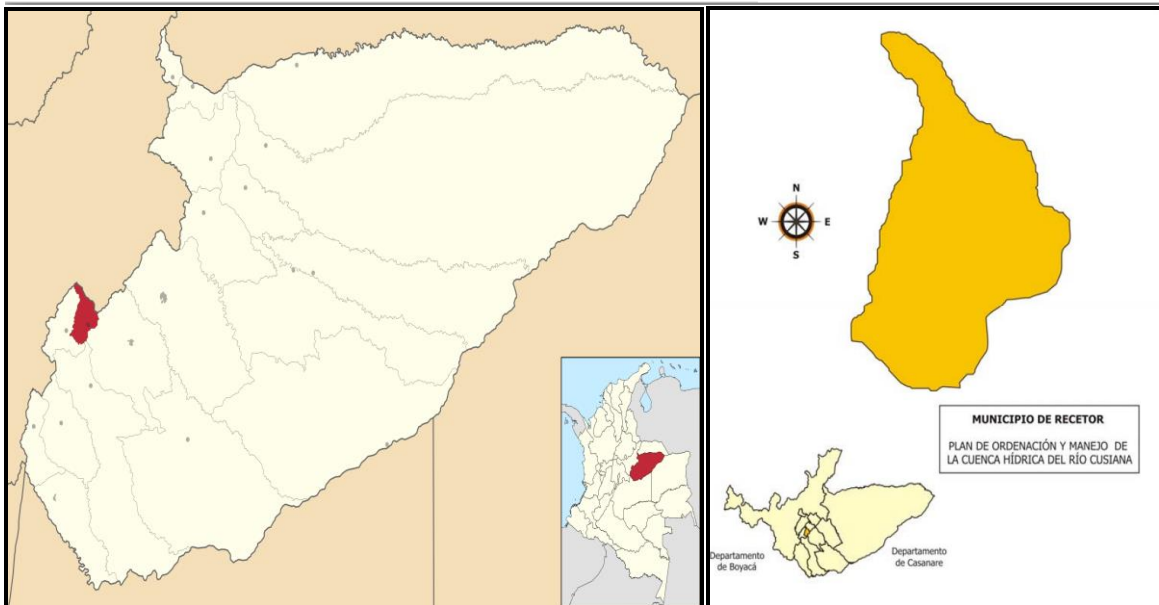 N
W
E
S
MUNICIPIO DE RECETOR
PLAN DE ORDENACIÓN Y MANEJO DE
LA CUENCA HÍDRICA DEL RÍO CUSIANA
Departamento
de Boyacá
Departamento
de Casanare